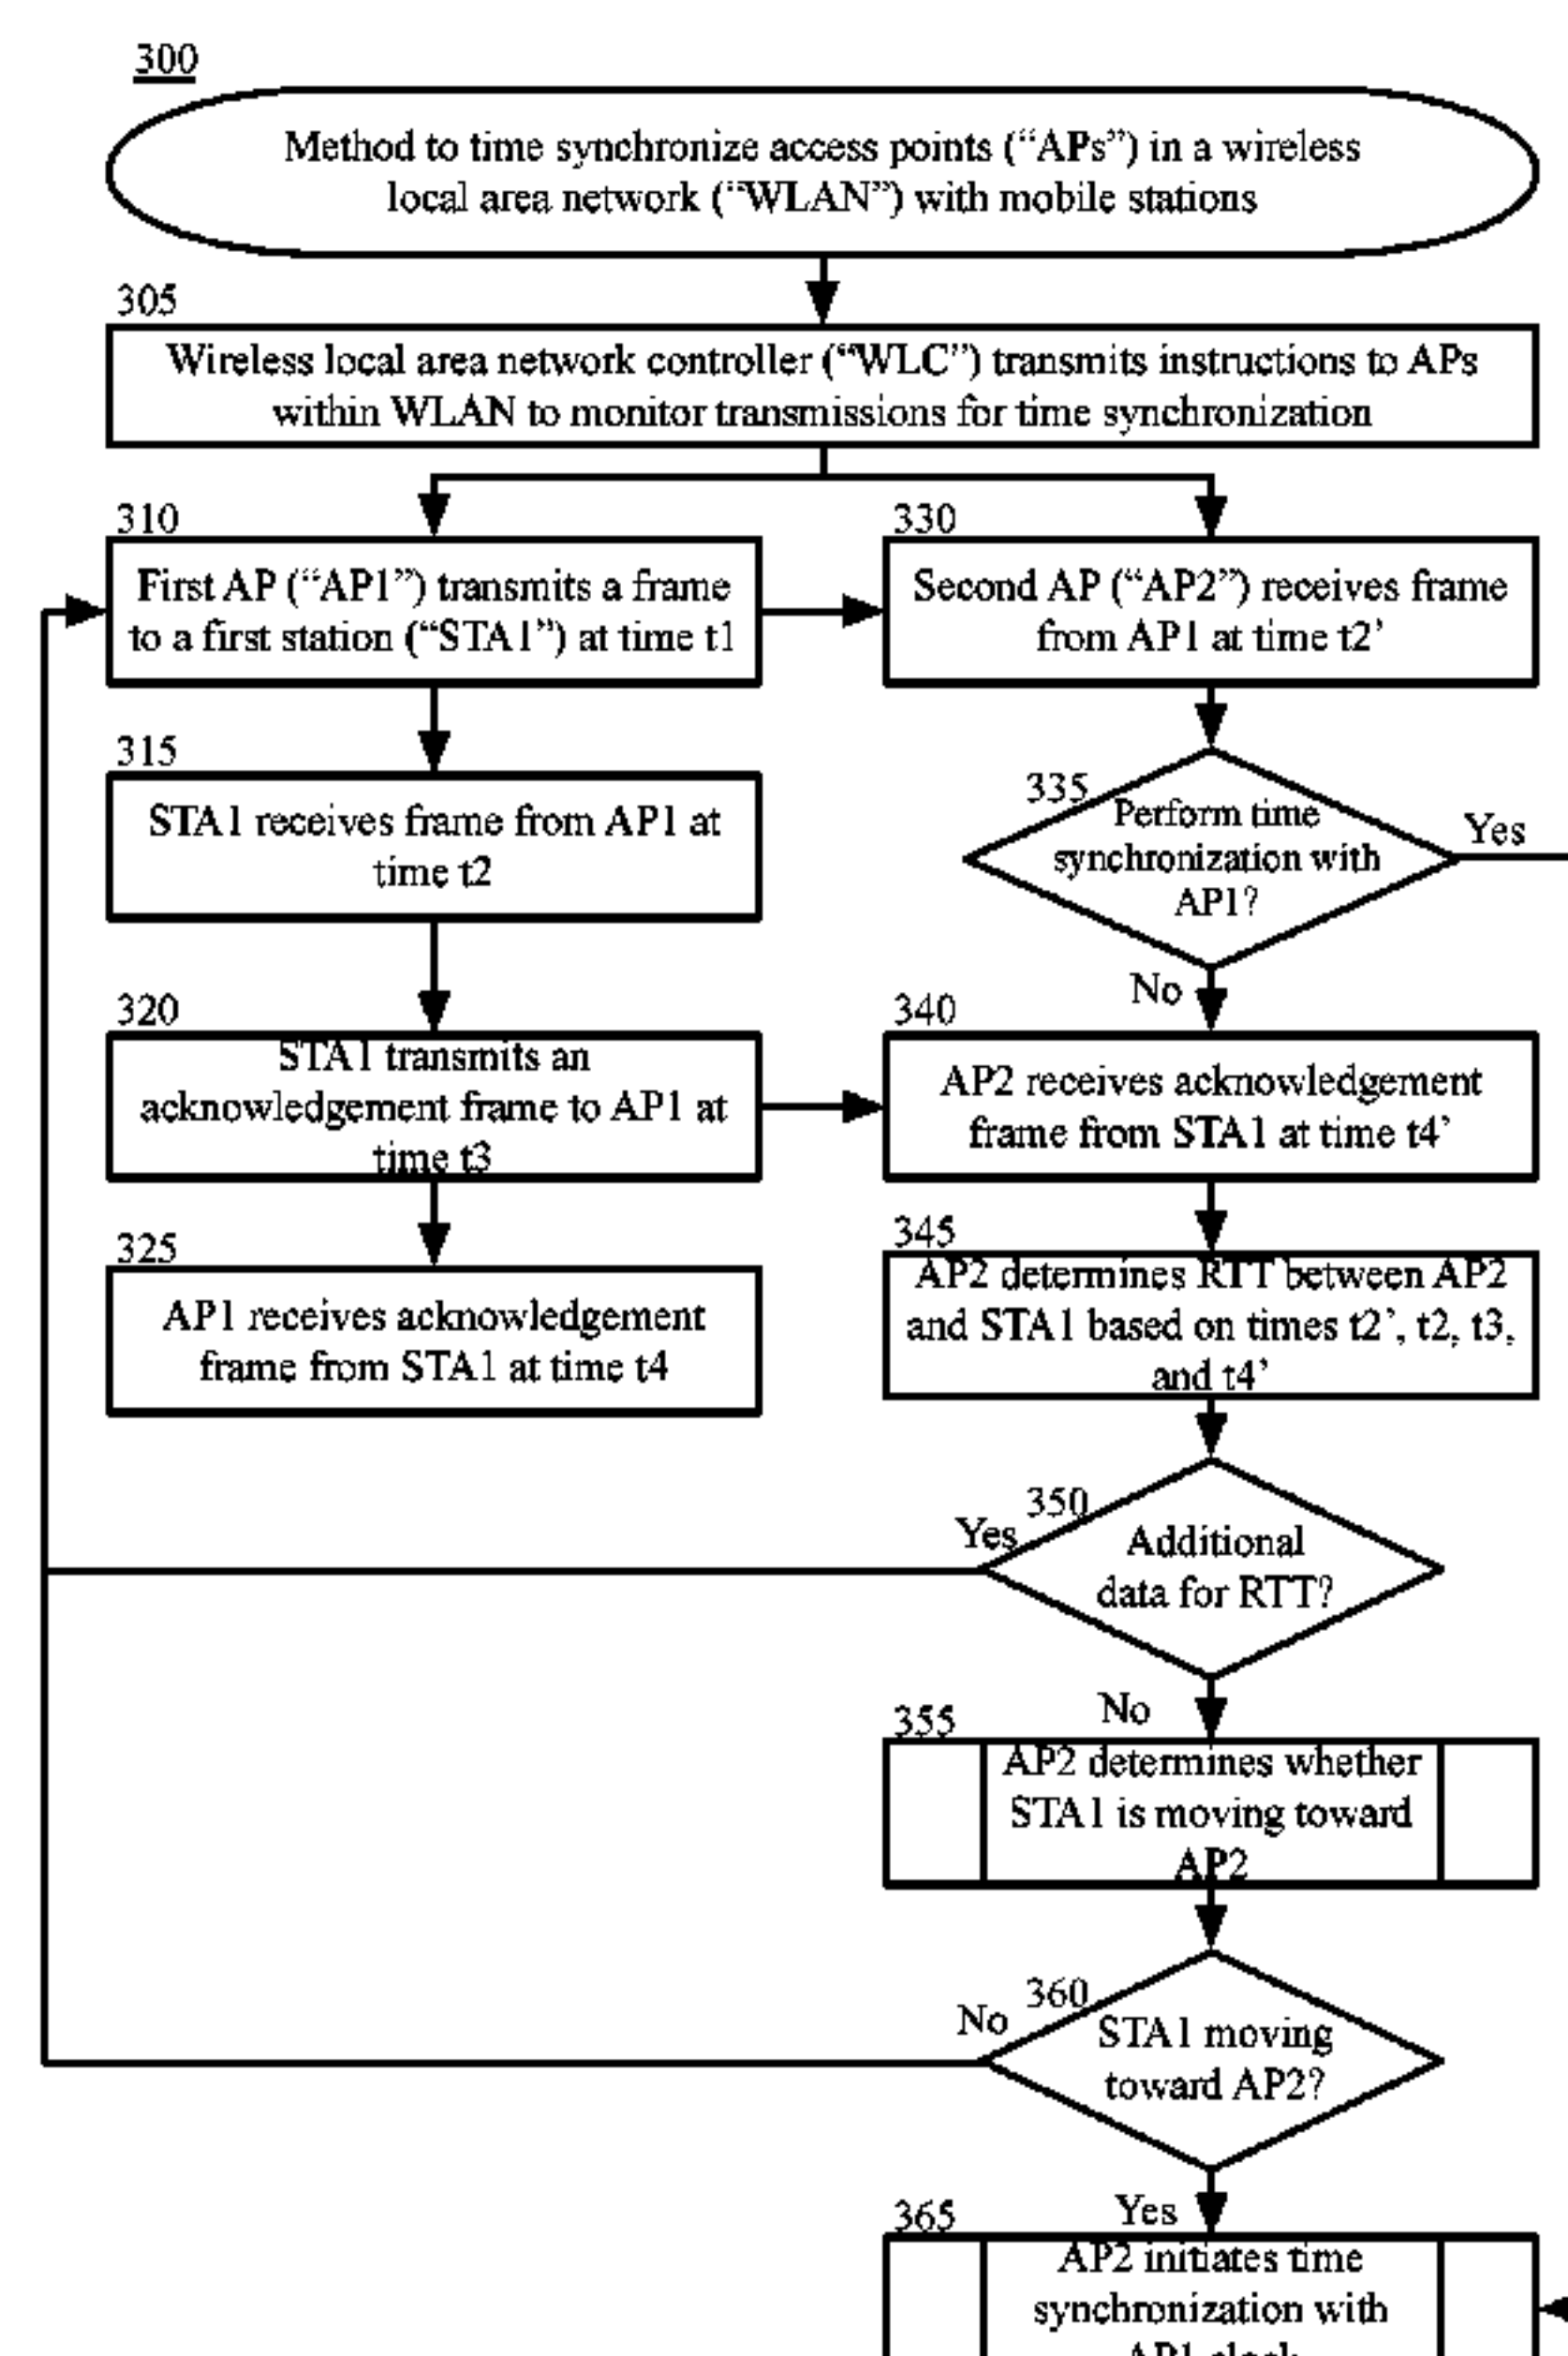 300
Method to time synchronize access points (“APs”) in a wireless
local area network (“WLAN”) with mobile stations
305
Wireless local area network controller (“WLC”) transmits instructions to APs
within WLAN to monitor transmissions for time synchronization
310
First AP (“AP1”) transmits a frame
to a first station (“STA1”) at time t1
330
Second AP (“AP2”) receives frame
from AP1 at time t2’
315
STA1 receives frame from AP1 at
time t2
335
Perform time
synchronization with
AP1?
Yes
No
320
STA1 transmits an
acknowledgement frame to AP1 at
time t3
340
AP2 receives acknowledgement
frame from STA1 at time t4’
325
AP1 receives acknowledgement
frame from STA1 at time t4
345
AP2 determines RTT between AP2
and STA1 based on times t2’, t2, t3,
and t4’
350
Yes
Additional
data for RTT?
No
355
AP2 determines whether
STA1 is moving toward
AP2
360
No
STA1 moving
toward AP2?
Yes
365
AP2 initiates time
synchronization with
AP1 clock